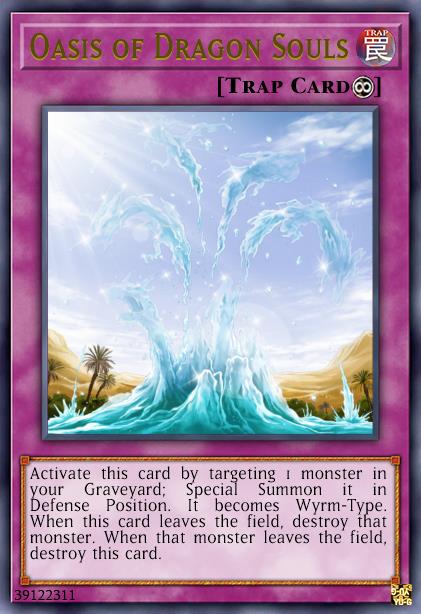 OASIS OF DRAGON SOULS
TRAP
罠
[TRAP CARD]
Activate this card by targeting 1 monster in
your Graveyard; Special Summon it in
Defense Position. It becomes Wyrm-Type.
When this card leaves the field, destroy that
monster. When that monster leaves the field,
destroy this card.
39122311